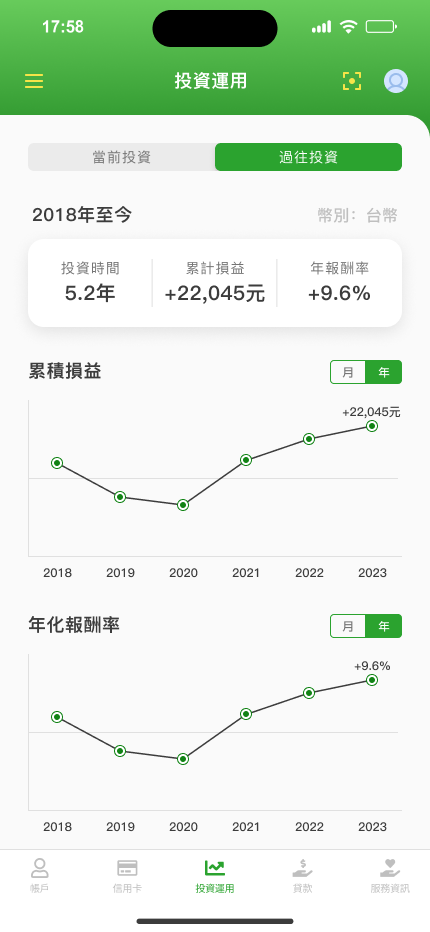 17:58
投資運用
當前投資 過往投資
2018年至今 幣別：台幣
投資時間 累計損益 年報酬率
5.2年 +22,045元 +9.6%
累積損益 月 年
+22,045元
2018 2019 2020 2021 2022 2023
年化報酬率 月 年
+9.6%
2018 2019 2020 2021 2022 2023
帳戶 信用卡 投資運用 貸款 服務資訊